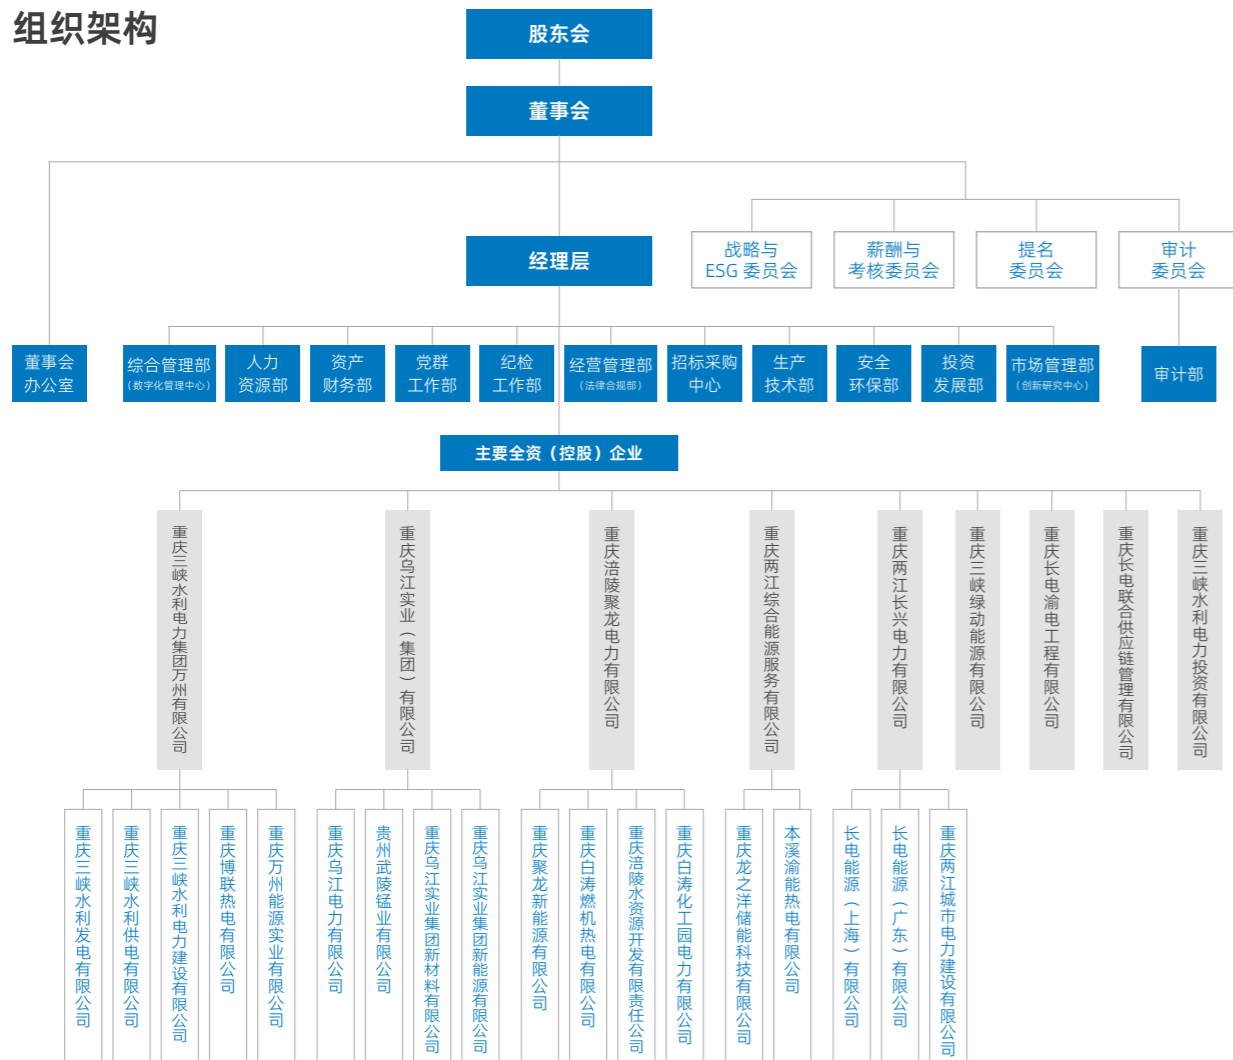 组织架构
股东会
董事会
经理层
战略与
ESG 委员会
薪酬与
考核委员会
提名
委员会
审计
委员会
董事会
办公室
综合管理部
（数字化管理中心）
人力
资源部
资产
财务部
党群
工作部
纪检
工作部
经营管理部
（法律合规部）
招标采购
中心
生产
技术部
安全
环保部
投资
发展部
市场管理部
（创新研究中心）
审计部
主要全资（控股）企业
重庆三峡水利电力集团万州有限公司
重庆乌江实业（集团）有限公司
重庆涪陵聚龙电力有限公司
重庆两江综合能源服务有限公司
重庆两江长兴电力有限公司
重庆三峡绿动能源有限公司
重庆长电渝电工程有限公司
重庆长电联合供应链管理有限公司
重庆三峡水利电力投资有限公司
重庆三峡水利发电有限公司
重庆三峡水利供电有限公司
重庆三峡水利电力建设有限公司
重庆博联热电有限公司
重庆万州能源实业有限公司
重庆乌江电力有限公司
贵州武陵锰业有限公司
重庆乌江实业集团新材料有限公司
重庆乌江实业集团新能源有限公司
重庆聚龙新能源有限公司
重庆白涛燃机热电有限公司
重庆涪陵水资源开发有限责任公司
重庆白涛化工园电力有限公司
重庆龙之洋储能科技有限公司
本溪渝能热电有限公司
长电能源（上海）有限公司
长电能源（广东）有限公司
重庆两江城市电力建设有限公司